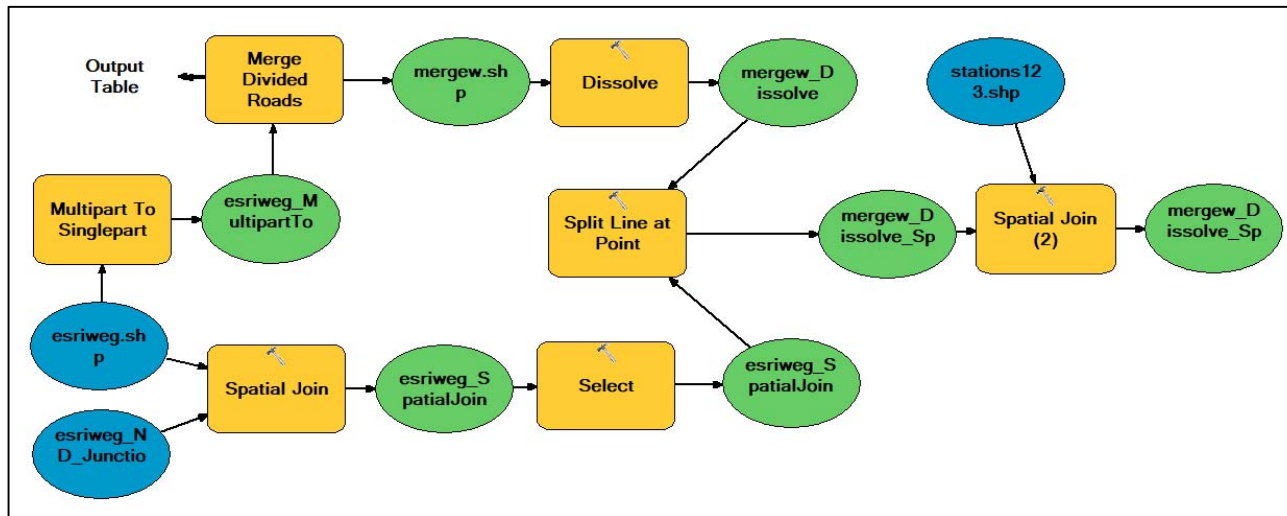 Output
Table
Merge
Divided
Roads
mergew.sh
p
Dissolve
mergew_D
issolve
stations12
3.shp
Multipart To
Singlepart
esriweg_M
ultipartTo
Split Line at
Point
mergew_D
issolve_Sp
Spatial Join
(2)
mergew_D
issolve_Sp
esriweg.sh
p
Spatial Join
esriweg_S
patialJoin
Select
esriweg_S
patialJoin
esriweg_N
D_Junctio